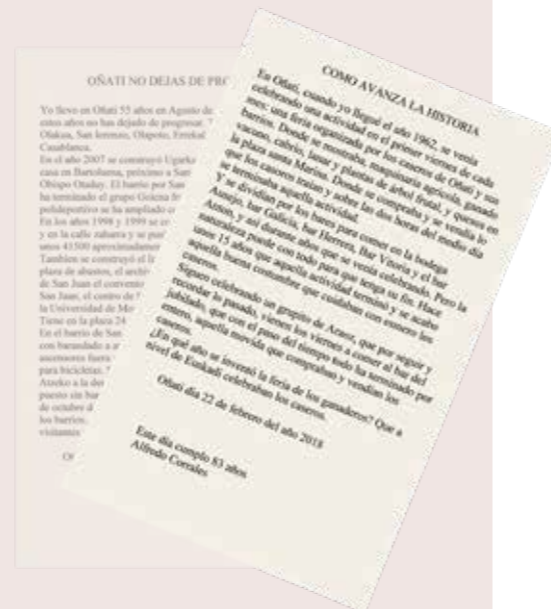 OÑATI NO DEJAS DE PRO
Yo llevo en Oñati 55 años en Agosto de
estos años no has dejado de progresar.
Olakua, San lorenzo, Olapoto, Errekal
Casablanca.
En el año 2007 se construyó Ugarka
casa en Bartolome, próximo a San
Obispo Otaduy. El barrio por San
ha terminado el grupo Goiena
polideportivo se ha ampliado
En los años 1998 y 1999 se
y en la calle zaharra y se
unos 41500 aproximadamen
Tambien se construyó el
plaza de abastos, el archiv
de San Juan el convenio
San Juan, el centro de
la Universidad de Mo
Tiene en la plaza 24
En el barrio de San
con barandado a
ascensores fuera
para bicicletas.
Atzeko a la
puesto sin bar
de octubre
los barrios,
visitantes
COMO AVANZA LA HISTORIA
En Oñati, cuando yo llegué el año 1962, se venía
celebrando una actividad en el primer viernes de cada
mes: una feria organizada por los caseros de Oñati y sus
barrios. Donde se mostraba, maquinaria agrícola, ganado
vacuno, cabrío, lanar y plantas de árbol frutal, y quesos en
la plaza santa Marina. Donde se compraba y se vendía lo
que los caseros traían y sobre las dos horas del medio día
se terminaba aquella actividad.
Y se dividían por los bares para comer en la bodega
Arnejo, bar Galicia, bar Herrero, Bar Vitoria y el bar
Anton, y así durante años que se venía celebrando. Pero la
naturaleza puede con todo para que tenga su fin. Hace
unos 15 años que aquella actividad terminó y se acabo
aquella buena costumbre que cuidaban con esmero los
caseros.
Siguen celebrando un grupito de Araoz, que por seguir y
recordar lo pasado, vienen los viernes a comer al bar del
jubilado, que con el paso del tiempo todo ha terminado por
entero, aquella movida que compraban y vendían los
caseros.
¿En qué año se inventó la feria de los ganaderos? Que a
nivel de Euskadi celebraban los caseros.
Oñati día 22 de febrero del año 2018
Este día cumplo 83 años
Alfredo Corrales